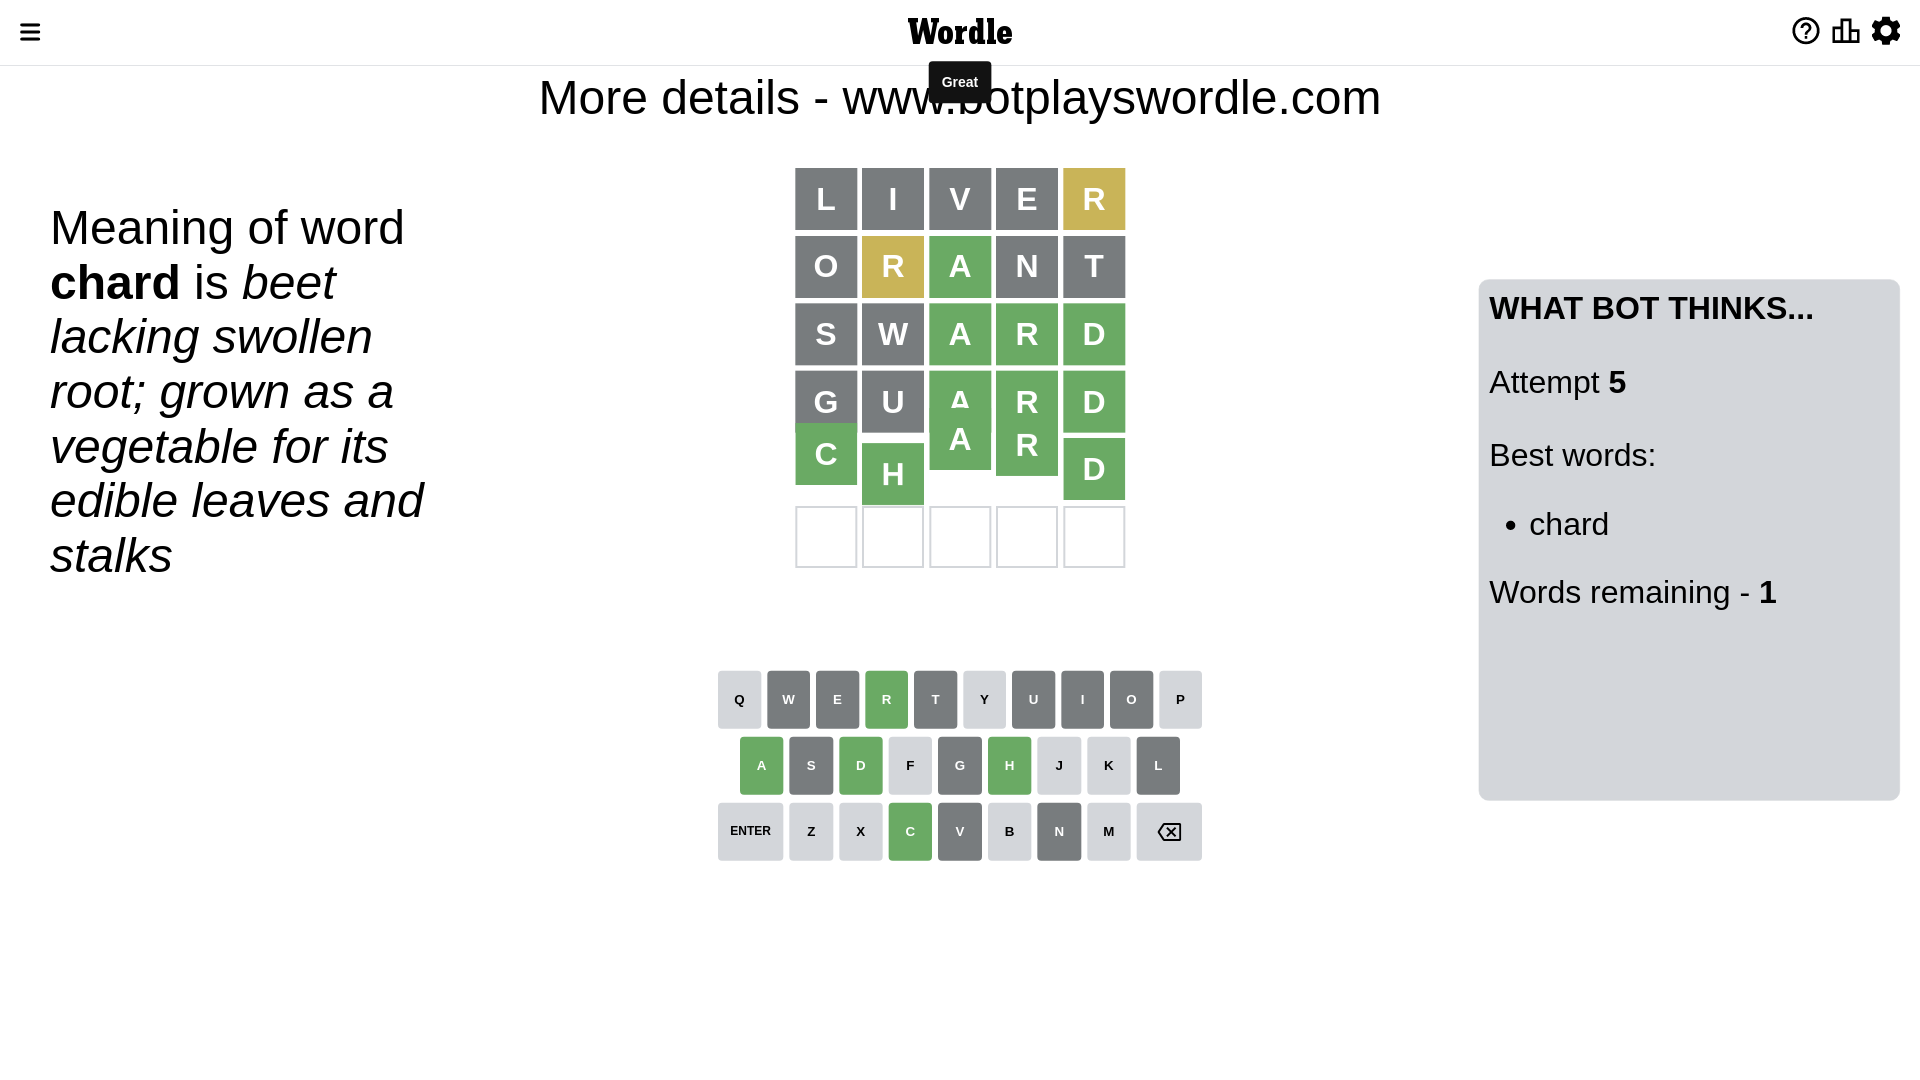 Wordle
Great
More details - www.botplayswordle.com
Meaning of word
chard is beet
lacking swollen
root; grown as a
vegetable for its
edible leaves and
stalks
L I V E R
O R A N T
S W A R D
G U A R D
C H A R D
WHAT BOT THINKS...
Attempt 5
Best words:
• chard
Words remaining - 1
Q W E R T Y U I O P
A S D F G H J K L
ENTER Z X C V B N M